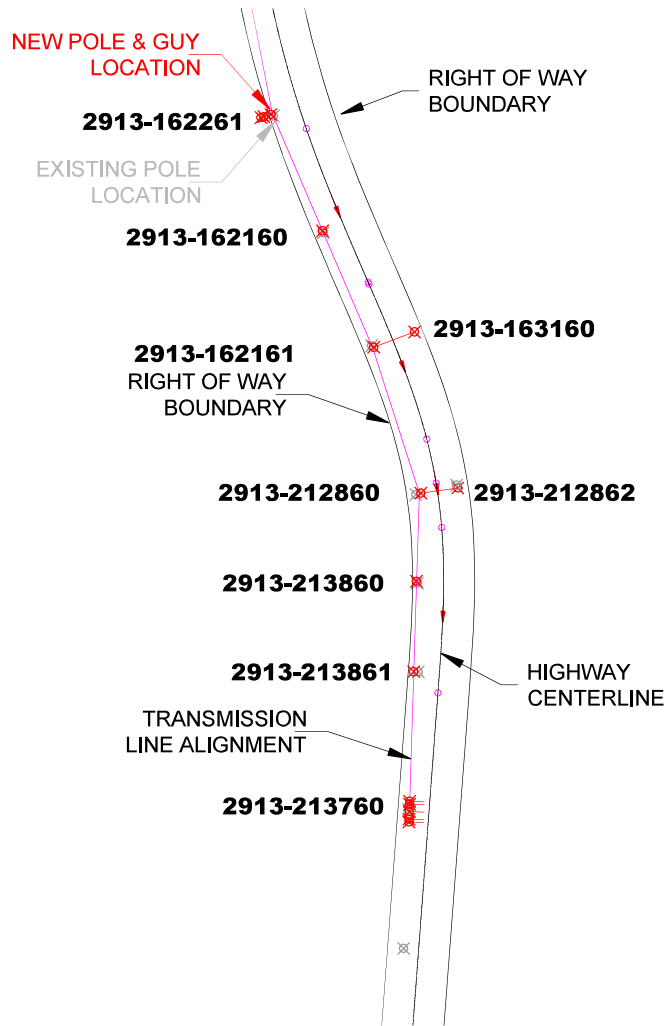 NEW POLE & GUY
LOCATION
RIGHT OF WAY
BOUNDARY
2913-162261
EXISTING POLE
LOCATION
2913-162160
2913-163160
2913-162161
RIGHT OF WAY
BOUNDARY
2913-212860
2913-212862
2913-213860
2913-213861
HIGHWAY
CENTERLINE
TRANSMISSION
LINE ALIGNMENT
2913-213760